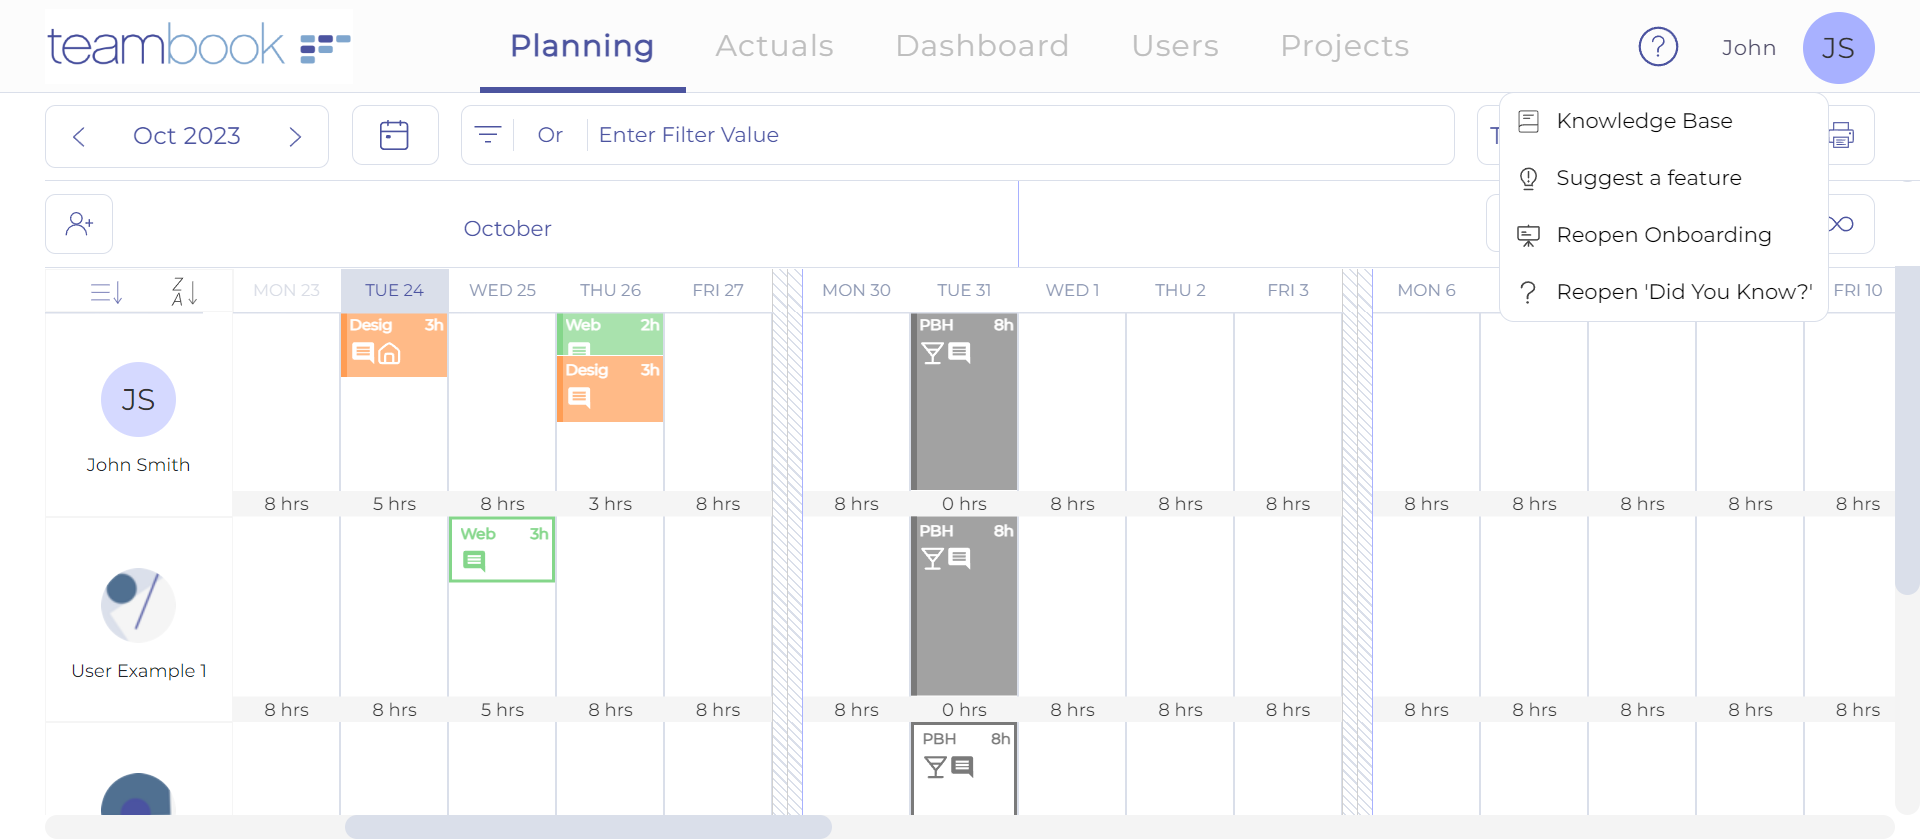 teambook
Planning Actuals Dashboard Users Projects
? John JS
Oct 2023 Or Enter Filter Value T
Knowledge Base
Suggest a feature
Reopen Onboarding
? Reopen 'Did You Know?'
October
Z
A
MON 23 TUE 24 WED 25 THU 26 FRI 27 MON 30 TUE 31 WED 1 THU 2 FRI 3 MON 6 FRI 10
Desig 3h Web 2h PBH 8h
Desig 3h
JS
John Smith
8 hrs 5 hrs 8 hrs 3 hrs 8 hrs 8 hrs 0 hrs 8 hrs 8 hrs 8 hrs 8 hrs 8 hrs 8 hrs 8 hrs 8 hrs
Web 3h PBH 8h
User Example 1
8 hrs 8 hrs 5 hrs 8 hrs 8 hrs 8 hrs 0 hrs 8 hrs 8 hrs 8 hrs 8 hrs 8 hrs 8 hrs 8 hrs 8 hrs
PBH 8h